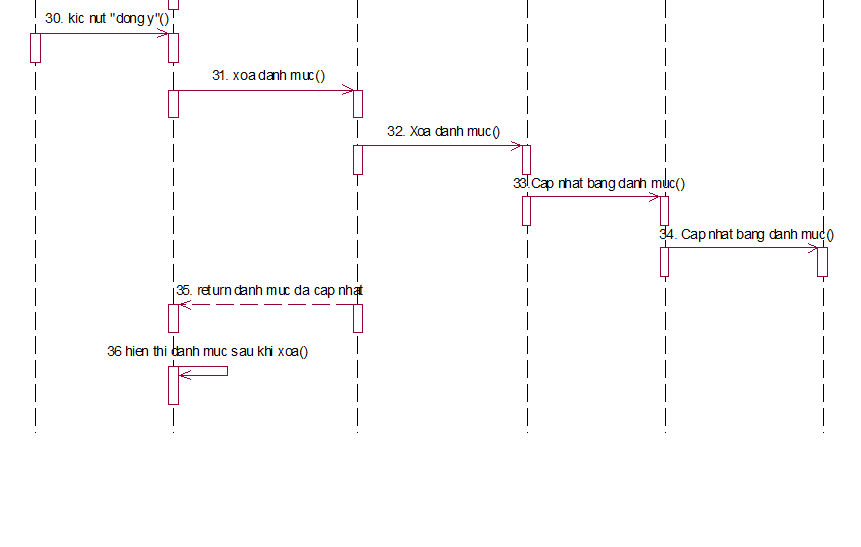 30. kic nut "dong y"()
31. xoa danh muc()
32. Xoa danh muc()
33.Cap nhat bang danh muc()
34. Cap nhat bang danh muc()
35. return danh muc da cap nhat
36 hien thi danh muc sau khi xoa()